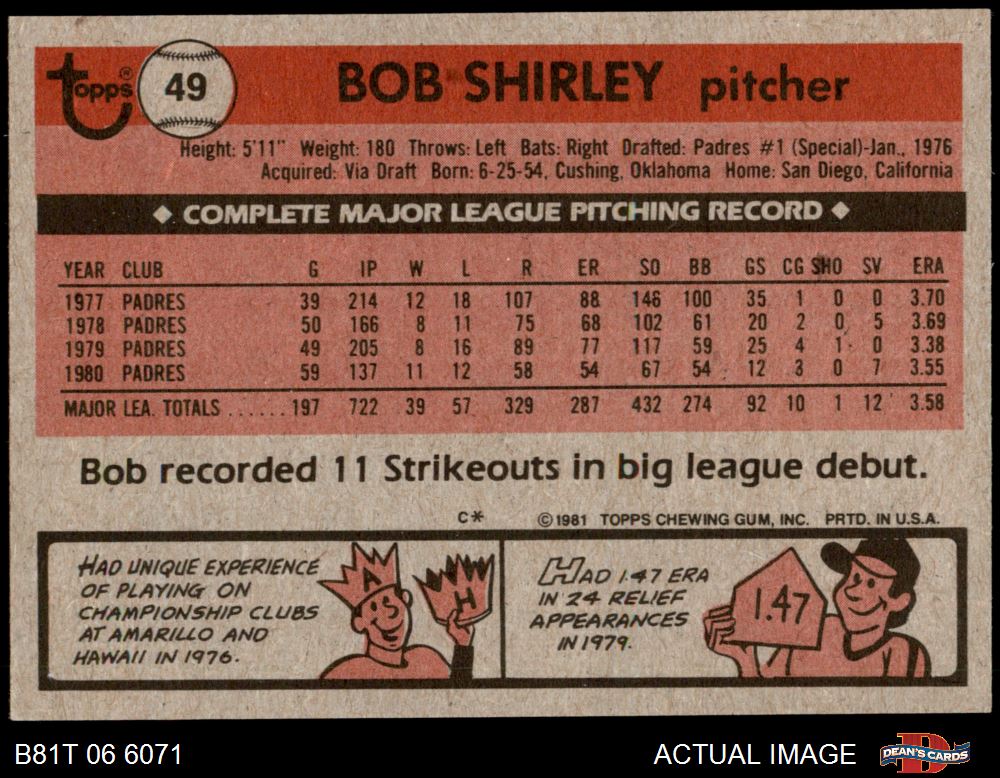 topps® 49 BOB SHIRLEY pitcher
Height: 5'11" Weight: 180 Throws: Left Bats: Right Drafted: Padres #1 (Special)-Jan., 1976
Acquired: Via Draft Born: 6-25-54, Cushing, Oklahoma Home: San Diego, California
◆ COMPLETE MAJOR LEAGUE PITCHING RECORD ◆
YEAR CLUB G IP W L R ER SO BB GS CG SHO SV ERA
1977 PADRES 39 214 12 18 107 88 146 100 35 1 0 0 3.70
1978 PADRES 50 166 8 11 75 68 102 61 20 2 0 5 3.69
1979 PADRES 49 205 8 16 89 77 117 59 25 4 1 0 3.38
1980 PADRES 59 137 11 12 58 54 67 54 12 3 0 7 3.55
MAJOR LEA. TOTALS ...... 197 722 39 57 329 287 432 274 92 10 1 12 3.58
Bob recorded 11 Strikeouts in big league debut.
C* ©1981 TOPPS CHEWING GUM, INC. PRTD. IN U.S.A.
HAD UNIQUE EXPERIENCE
OF PLAYING ON
CHAMPIONSHIP CLUBS
AT AMARILLO AND
HAWAII IN 1976.
A
H
HAD 1.47 ERA
IN 24 RELIEF
APPEARANCES
IN 1979.
1.47
B81T 06 6071 ACTUAL IMAGE DEAN'S CARDS